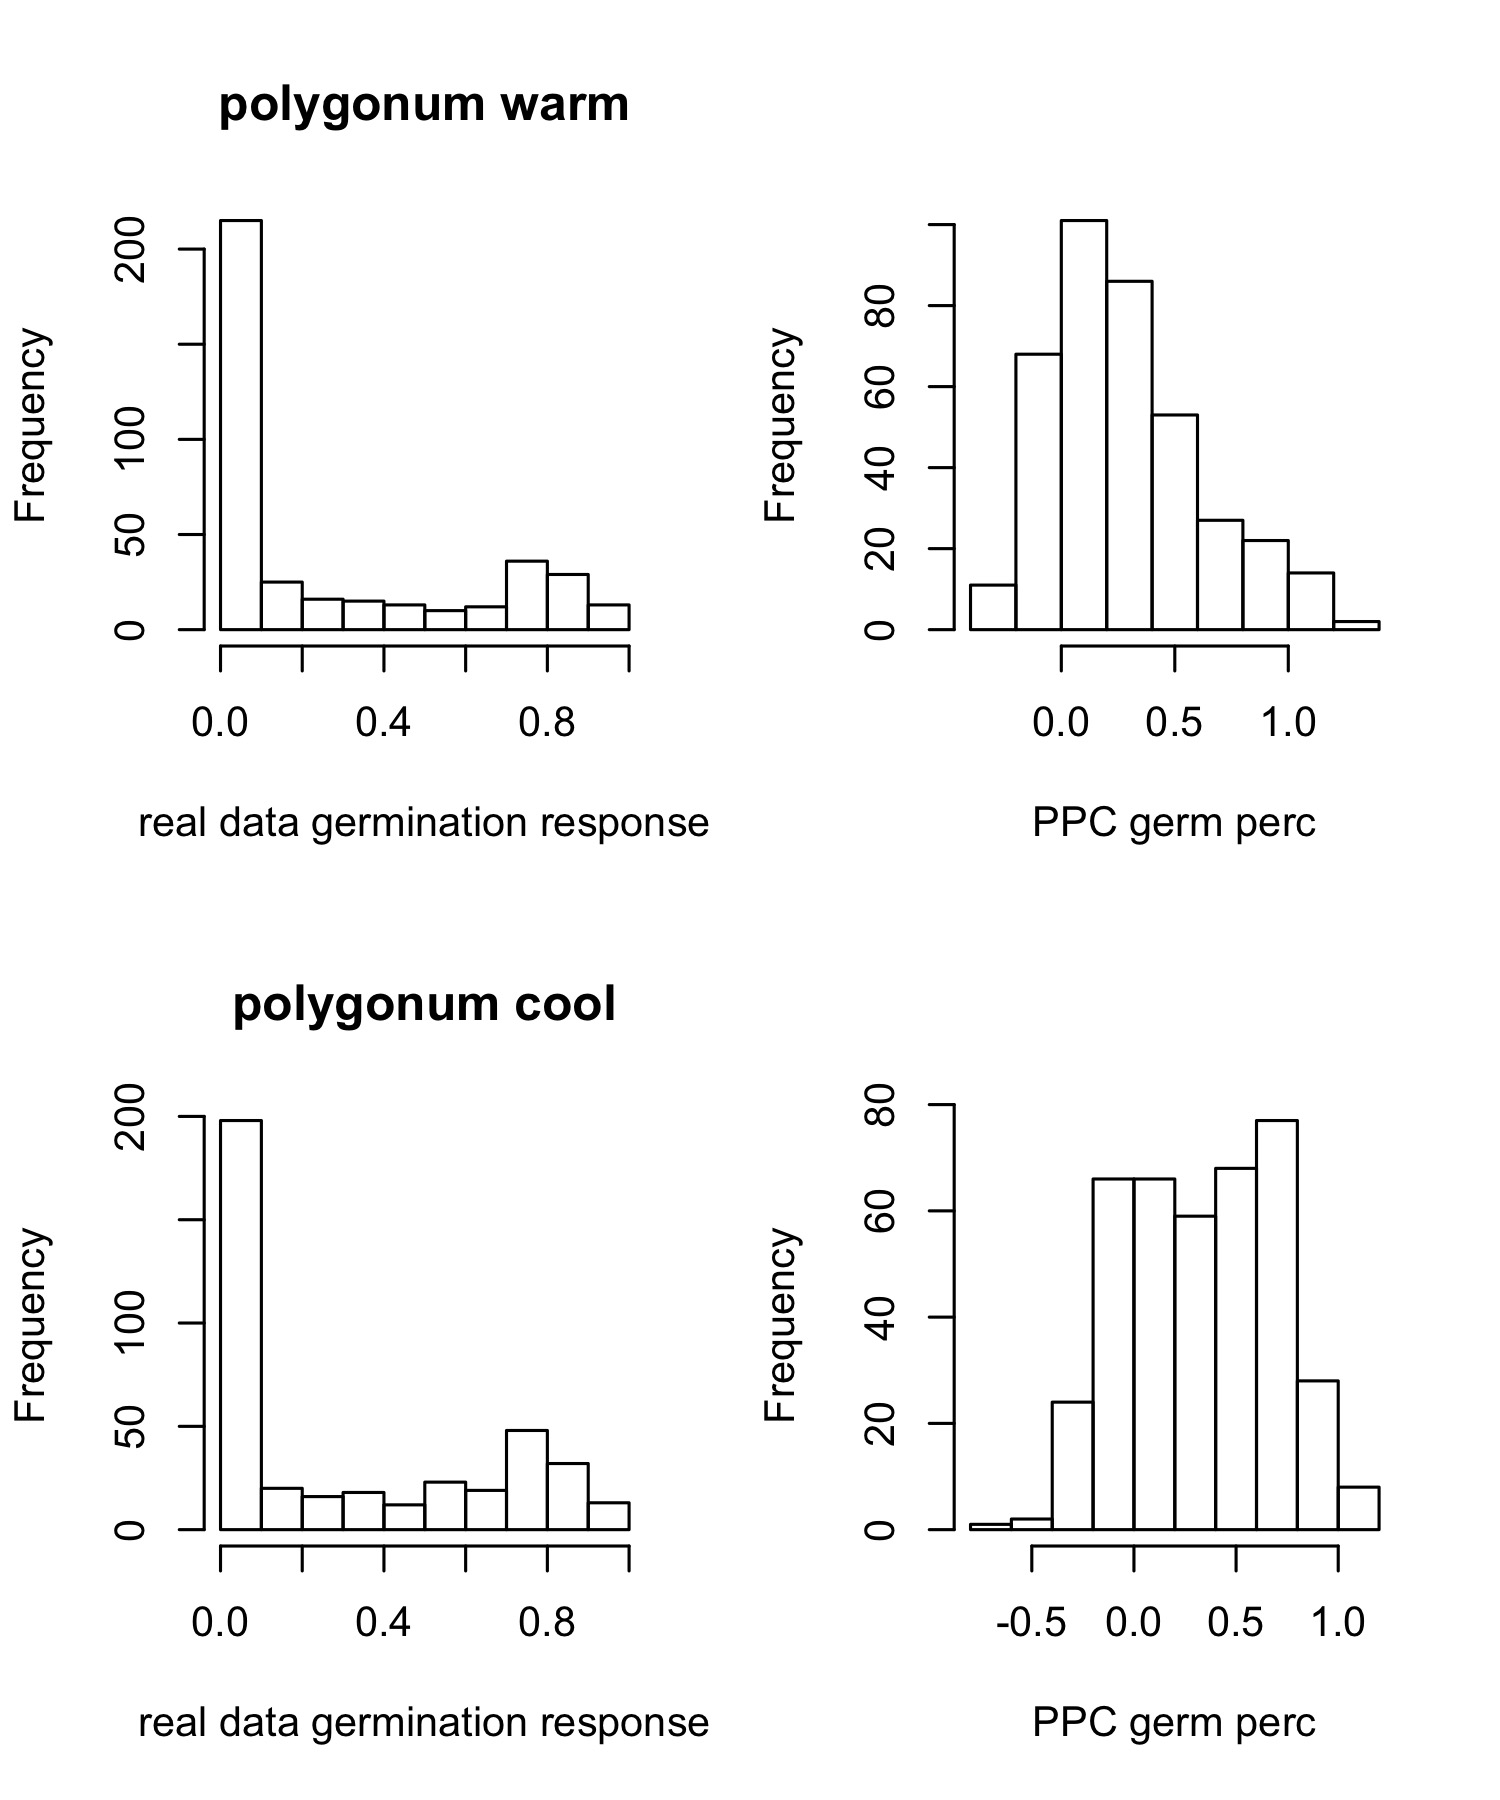 polygonum warm
Frequency
200
100
50
0
0.0 0.4 0.8
real data germination response
Frequency
80
60
40
20
0
0.0 0.5 1.0
PPC germ perc
polygonum cool
Frequency
200
100
50
0
0.0 0.4 0.8
real data germination response
Frequency
80
60
40
20
0
-0.5 0.0 0.5 1.0
PPC germ perc